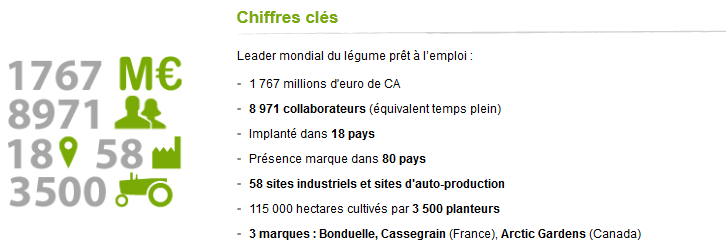 Chiffres clés
Leader mondial du légume prêt à l'emploi :
1767 M€
8971
18 58
3500
- 1 767 millions d'euro de CA
- 8 971 collaborateurs (équivalent temps plein)
- Implanté dans 18 pays
- Présence marque dans 80 pays
- 58 sites industriels et sites d'auto-production
- 115 000 hectares cultivés par 3 500 planteurs
- 3 marques : Bonduelle, Cassegrain (France), Arctic Gardens (Canada)